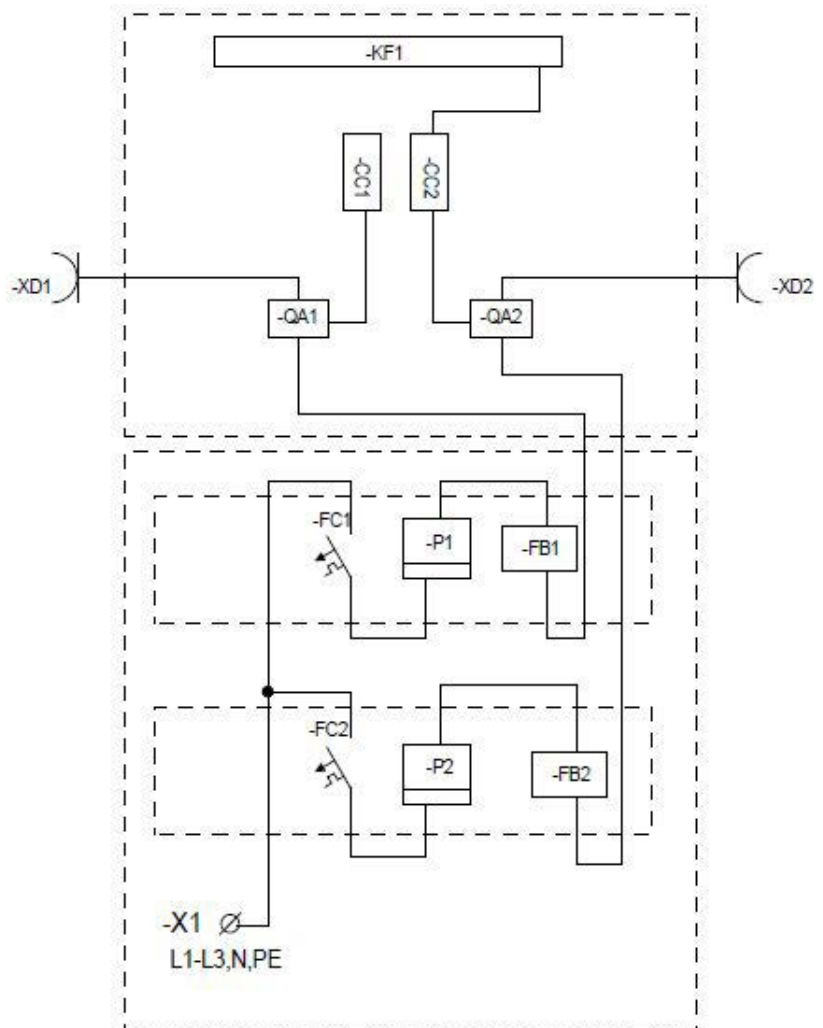 -KF1
-CC1
-CC2
-XD1
-XD2
-QA1
-QA2
-FC1
-P1
-FB1
-FC2
-P2
-FB2
-X1
L1-L3,N,PE